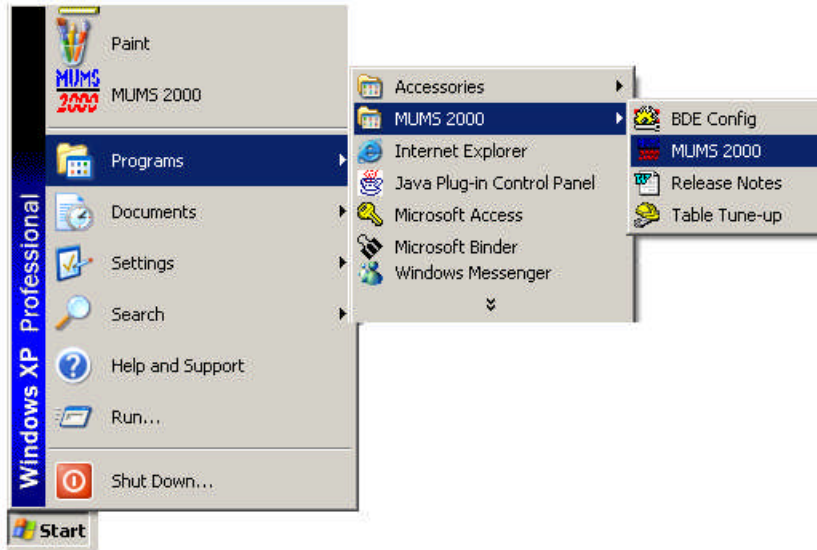 Paint
MUMS
2000
MUMS 2000
Programs
Documents
Settings
Search
Help and Support
Run...
Shut Down...
Windows XP Professional
Start
Accessories
MUMS 2000
Internet Explorer
Java Plug-in Control Panel
Microsoft Access
Microsoft Binder
Windows Messenger
BDE Config
MUMS 2000
Release Notes
Table Tune-up